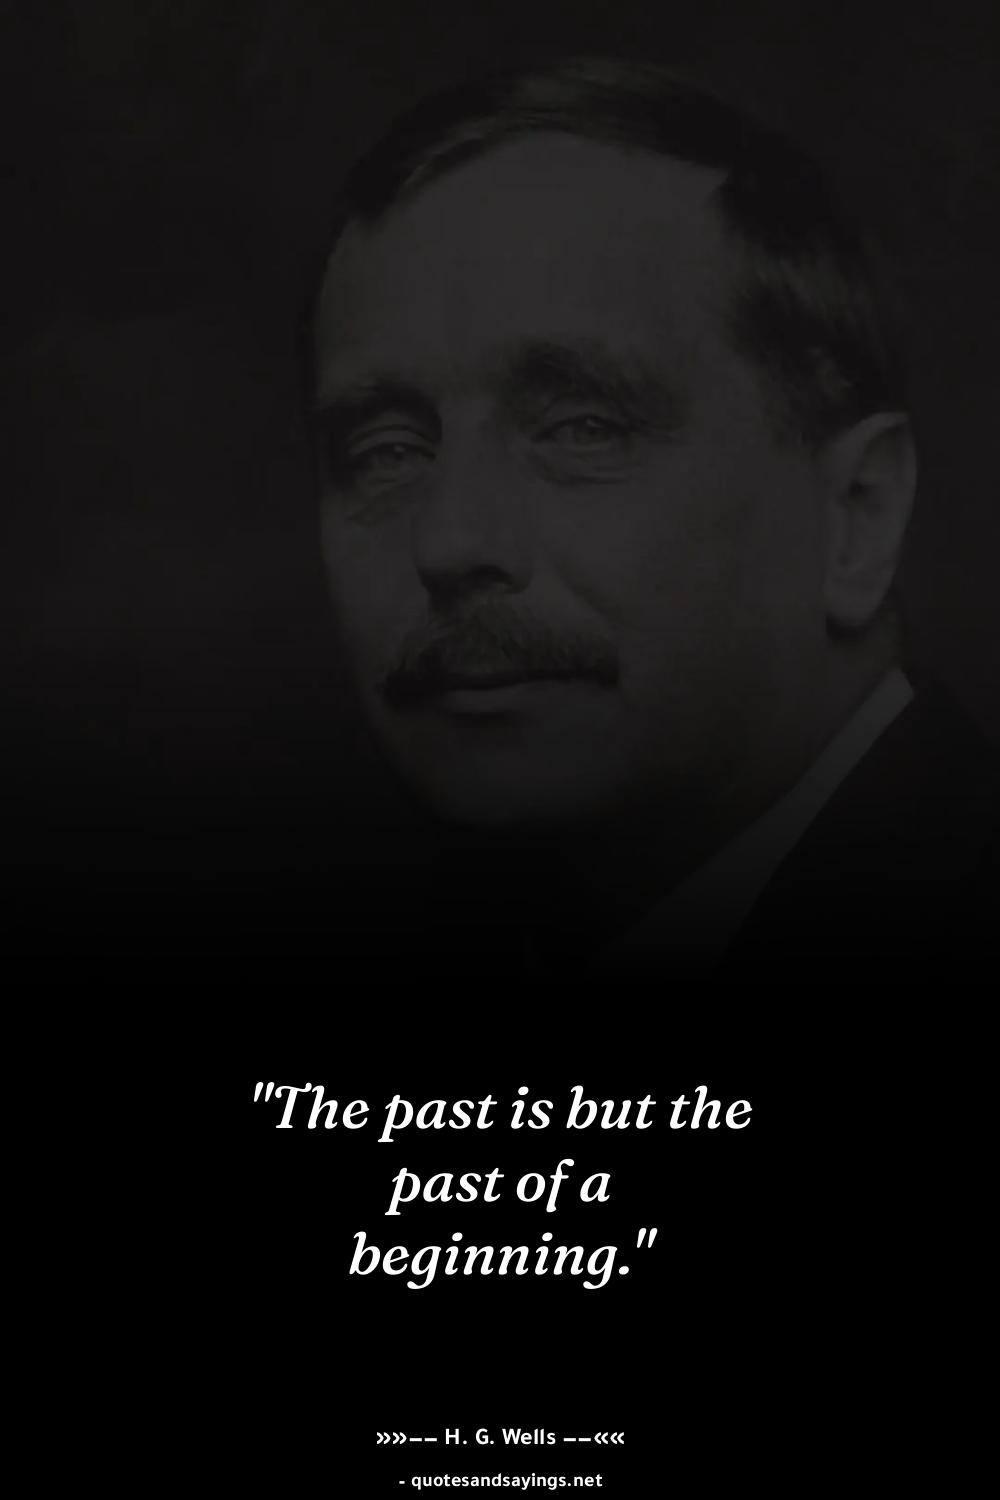 "The past is but the
past of a
beginning."
»»–– H. G. Wells ––««
- quotesandsayings.net